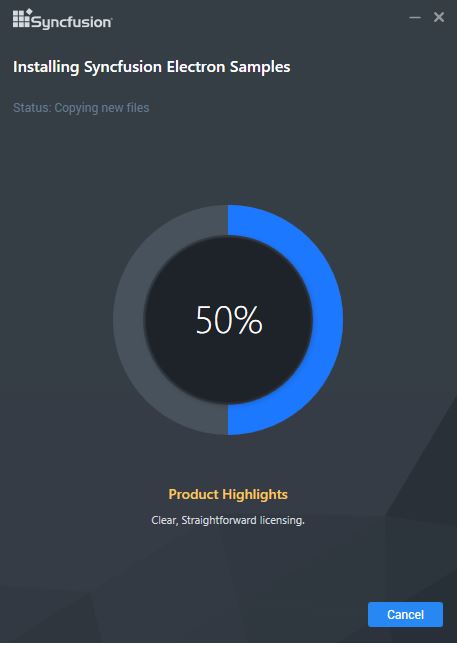 Syncfusion
Installing Syncfusion Electron Samples
Status: Copying new files
50%
Product Highlights
Clear, Straightforward licensing.
Cancel